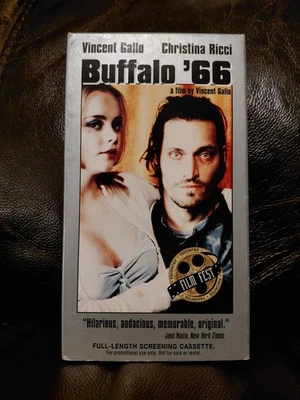 Vincent Gallo Christina Ricci
Buffalo '66
a film by Vincent Gallo
FILM FEST
"Hilarious, audacious, memorable, original."
-Janet Maslin, New York Times
FULL-LENGTH SCREENING CASSETTE.
For promotional use only. Not for sale or rental.